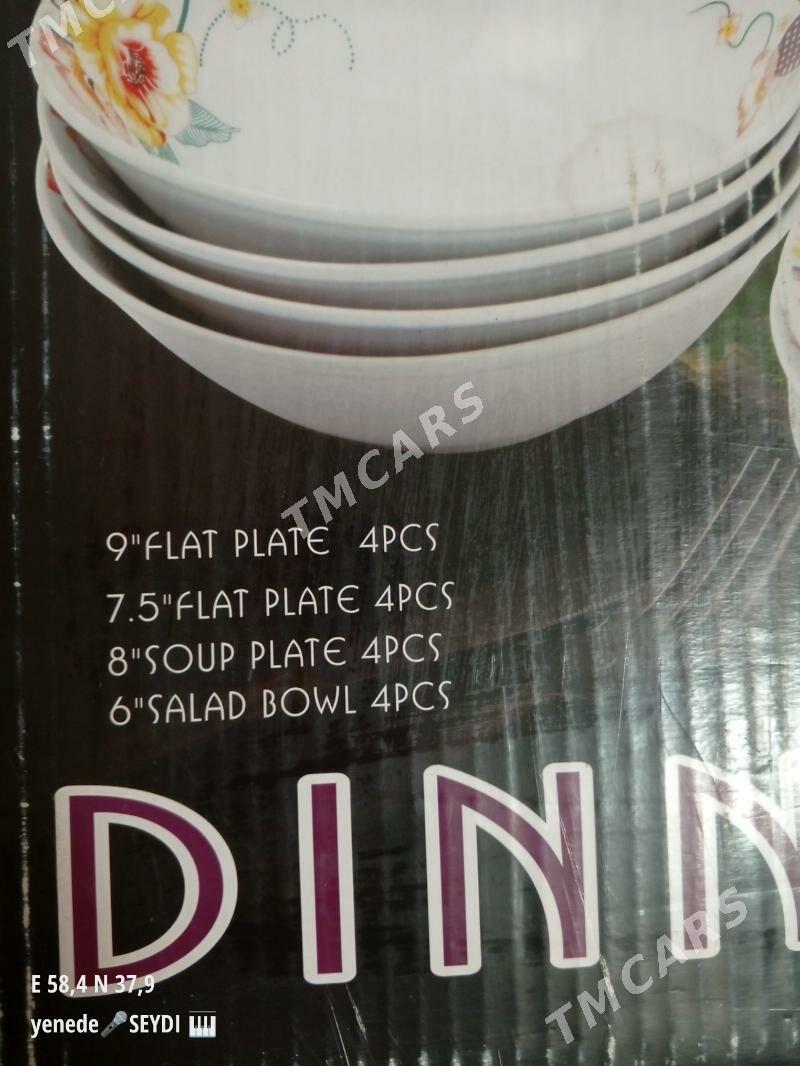 TMCARS
TMCARS
9"FLAT PLATE 4PCS
7.5"FLAT PLATE 4PCS
8"SOUP PLATE 4PCS
6"SALAD BOWL 4PCS
DINN
TMCARS
E 58,4 N 37,9
yenede🎤SEYDI 🎹